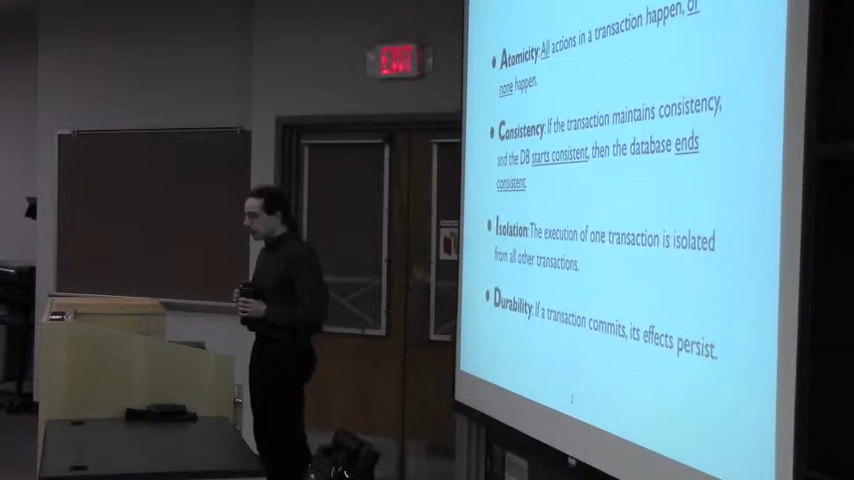 EXIT
Atomicity: All actions in a transaction happen, or
none happen.
Consistency: If the transaction maintains consistency,
and the DB starts consistent, then the database ends
consistent.
Isolation: The execution of one transaction is isolated
from all other transactions.
Durability: If a transaction commits, its effects persist.
2